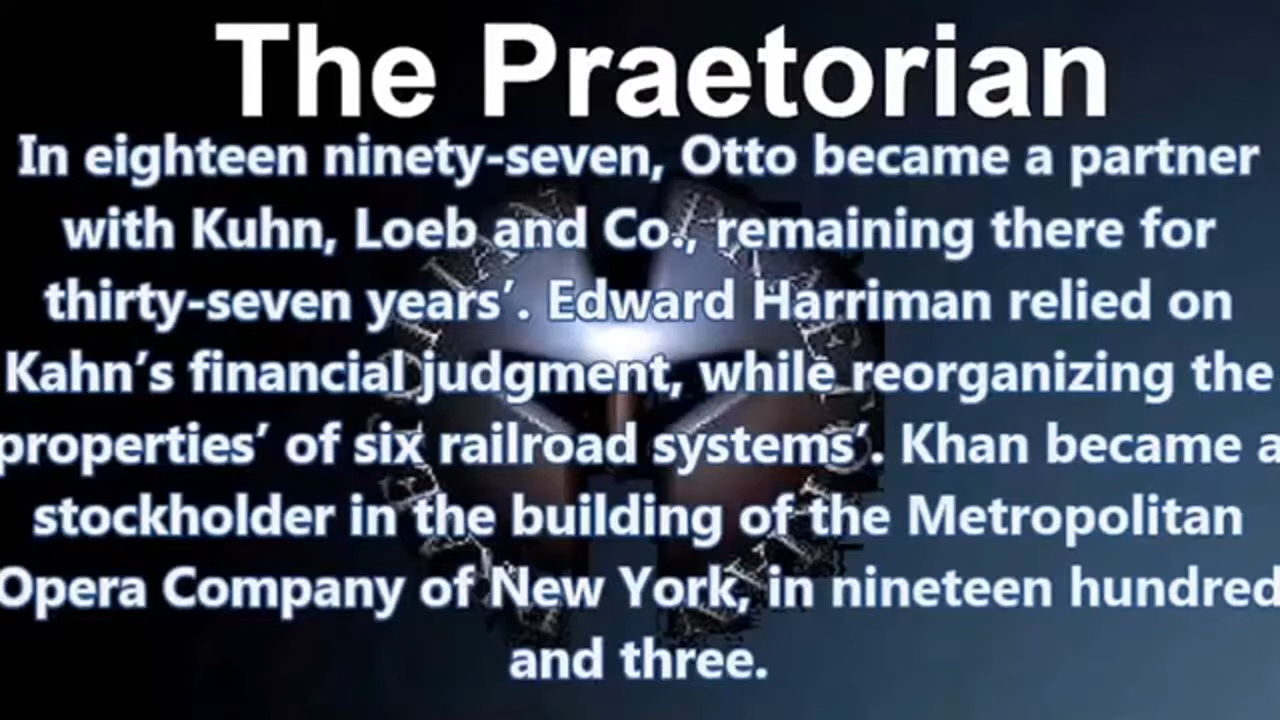 The Praetorian
In eighteen ninety-seven, Otto became a partner
with Kuhn, Loeb and Co., remaining there for
thirty-seven years’. Edward Harriman relied on
Kahn’s financial judgment, while reorganizing the
properties’ of six railroad systems’. Khan became a
stockholder in the building of the Metropolitan
Opera Company of New York, in nineteen hundred
and three.